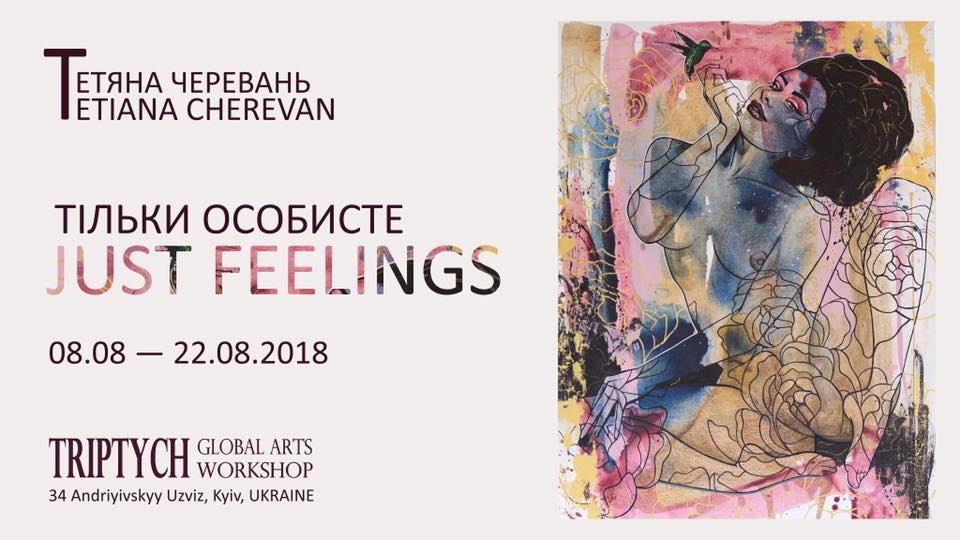 ТЕТЯНА ЧЕРЕВАНЬ
TETIANA CHEREVAN
ТІЛЬКИ ОСОБИСТЕ
JUST FEELINGS
08.08 — 22.08.2018
TRIPTYCH GLOBAL ARTS WORKSHOP
34 Andriyivskyy Uzviz, Kyiv, UKRAINE